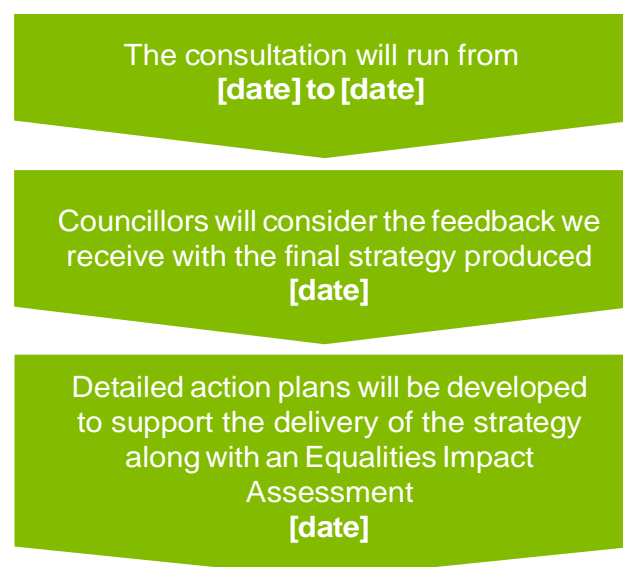 The consultation will run from
[date] to [date]
Councillors will consider the feedback we
receive with the final strategy produced
[date]
Detailed action plans will be developed
to support the delivery of the strategy
along with an Equalities Impact
Assessment
[date]